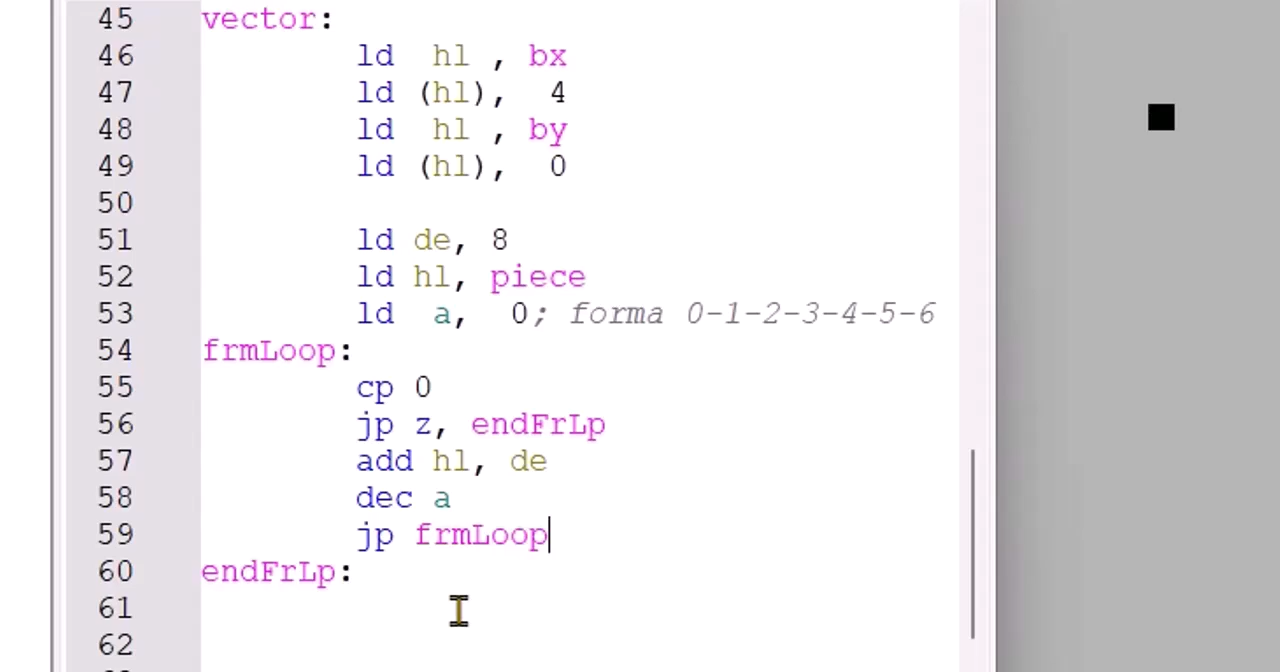 45 vector:
46 ld hl , bx
47 ld (hl), 4
48 ld hl , by
49 ld (hl), 0
50
51 ld de, 8
52 ld hl, piece
53 ld a, 0; forma 0-1-2-3-4-5-6
54 frmLoop:
55 cp 0
56 jp z, endFrLp
57 add hl, de
58 dec a
59 jp frmLoop
60 endFrLp:
61
62